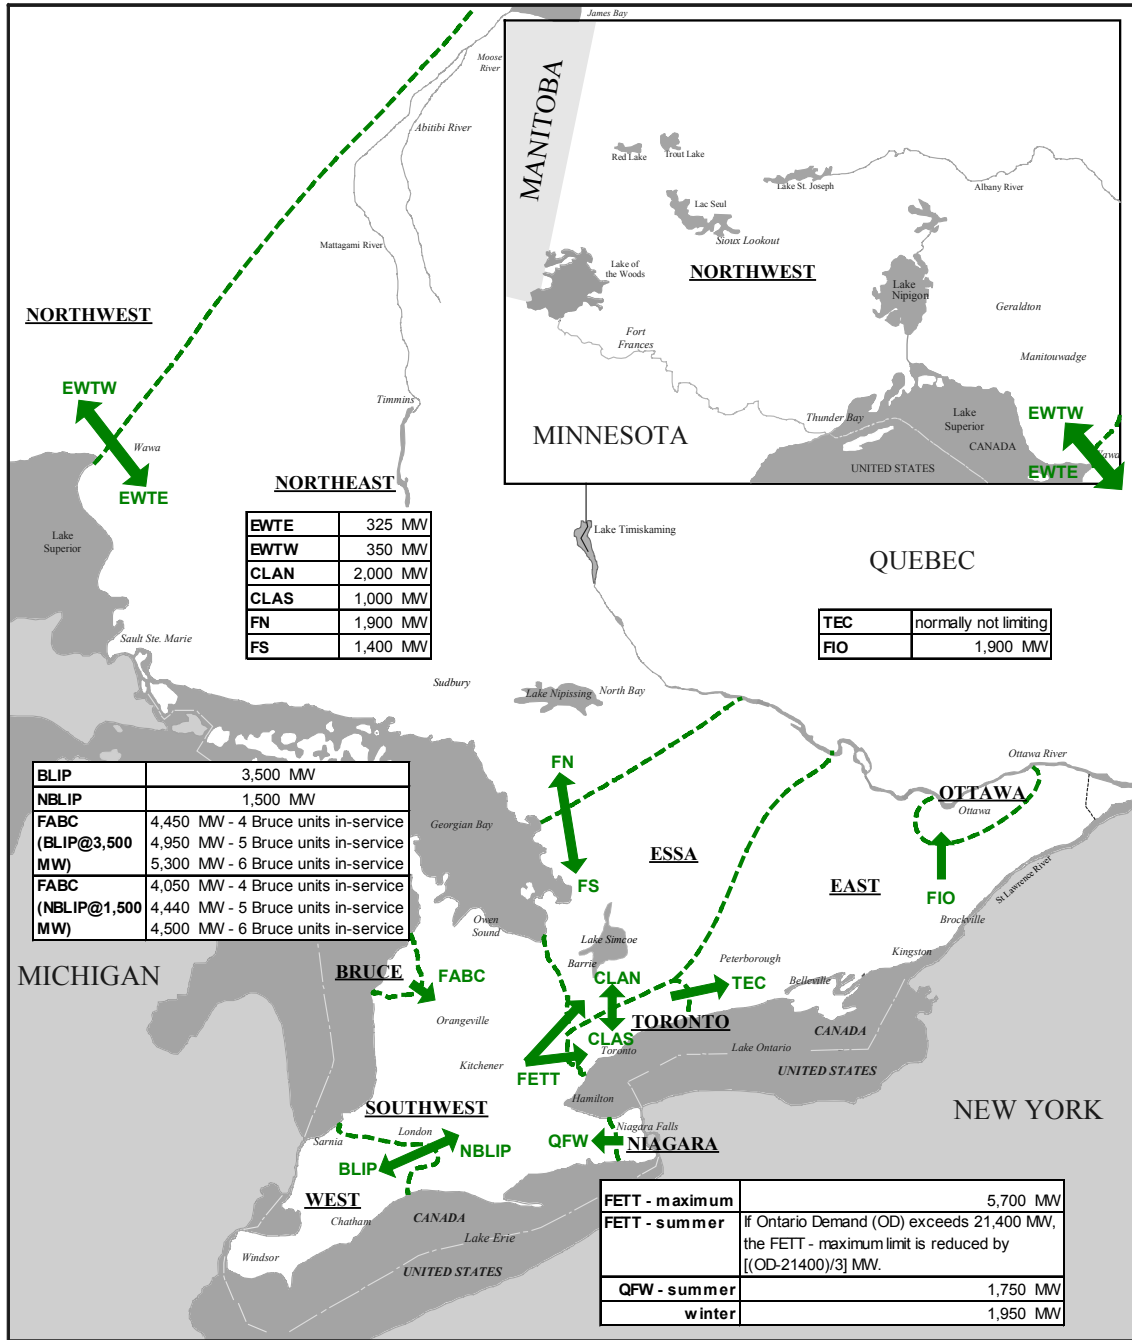 James Bay
Moose
River
Abitibi River
Mattagami River
NORTHWEST
EWTW
Wawa
EWTE
Timmins
NORTHEAST
MANITOBA
Red Lake
Trout Lake
Lake St. Joseph
Albany River
Lac Seul
Sioux Lookout
NORTHWEST
Lake of
the Woods
Lake
Nipigon
Geraldton
Fort
Frances
Manitouwadge
Thunder Bay
Lake
Superior
CANADA
MINNESOTA
UNITED STATES
EWTW
Wawa
EWTE
EWTE 325 MW
EWTW 350 MW
CLAN 2,000 MW
CLAS 1,000 MW
FN 1,900 MW
FS 1,400 MW
Lake
Superior
Lake Timiskaming
QUEBEC
TEC normally not limiting
FIO 1,900 MW
Sault Ste. Marie
Sudbury
Lake Nipissing
North Bay
BLIP 3,500 MW
NBLIP 1,500 MW
FABC 4,450 MW - 4 Bruce units in-service
(BLIP@3,500 4,950 MW - 5 Bruce units in-service
MW) 5,300 MW - 6 Bruce units in-service
FABC 4,050 MW - 4 Bruce units in-service
(NBLIP@1,500 4,440 MW - 5 Bruce units in-service
MW) 4,500 MW - 6 Bruce units in-service
FN
Georgian Bay
FS
ESSA
Ottawa River
OTTAWA
Ottawa
EAST
FIO
St Lawrence River
Brockville
Kingston
MICHIGAN
Owen
Sound
Lake Simcoe
Barrie
Peterborough
Belleville
BRUCE
FABC
CLAN
TEC
Orangeville
TORONTO
CLAS
Toronto
Kitchener
FETT
CANADA
Lake Ontario
UNITED STATES
Hamilton
NEW YORK
SOUTHWEST
London
Sarnia
NBLIP
BLIP
QFW
Niagara Falls
NIAGARA
WEST
Chatham
CANADA
Lake Erie
Windsor
UNITED STATES
FETT - maximum 5,700 MW
FETT - summer If Ontario Demand (OD) exceeds 21,400 MW,
the FETT - maximum limit is reduced by
[(OD-21400)/3] MW.
QFW - summer 1,750 MW
winter 1,950 MW